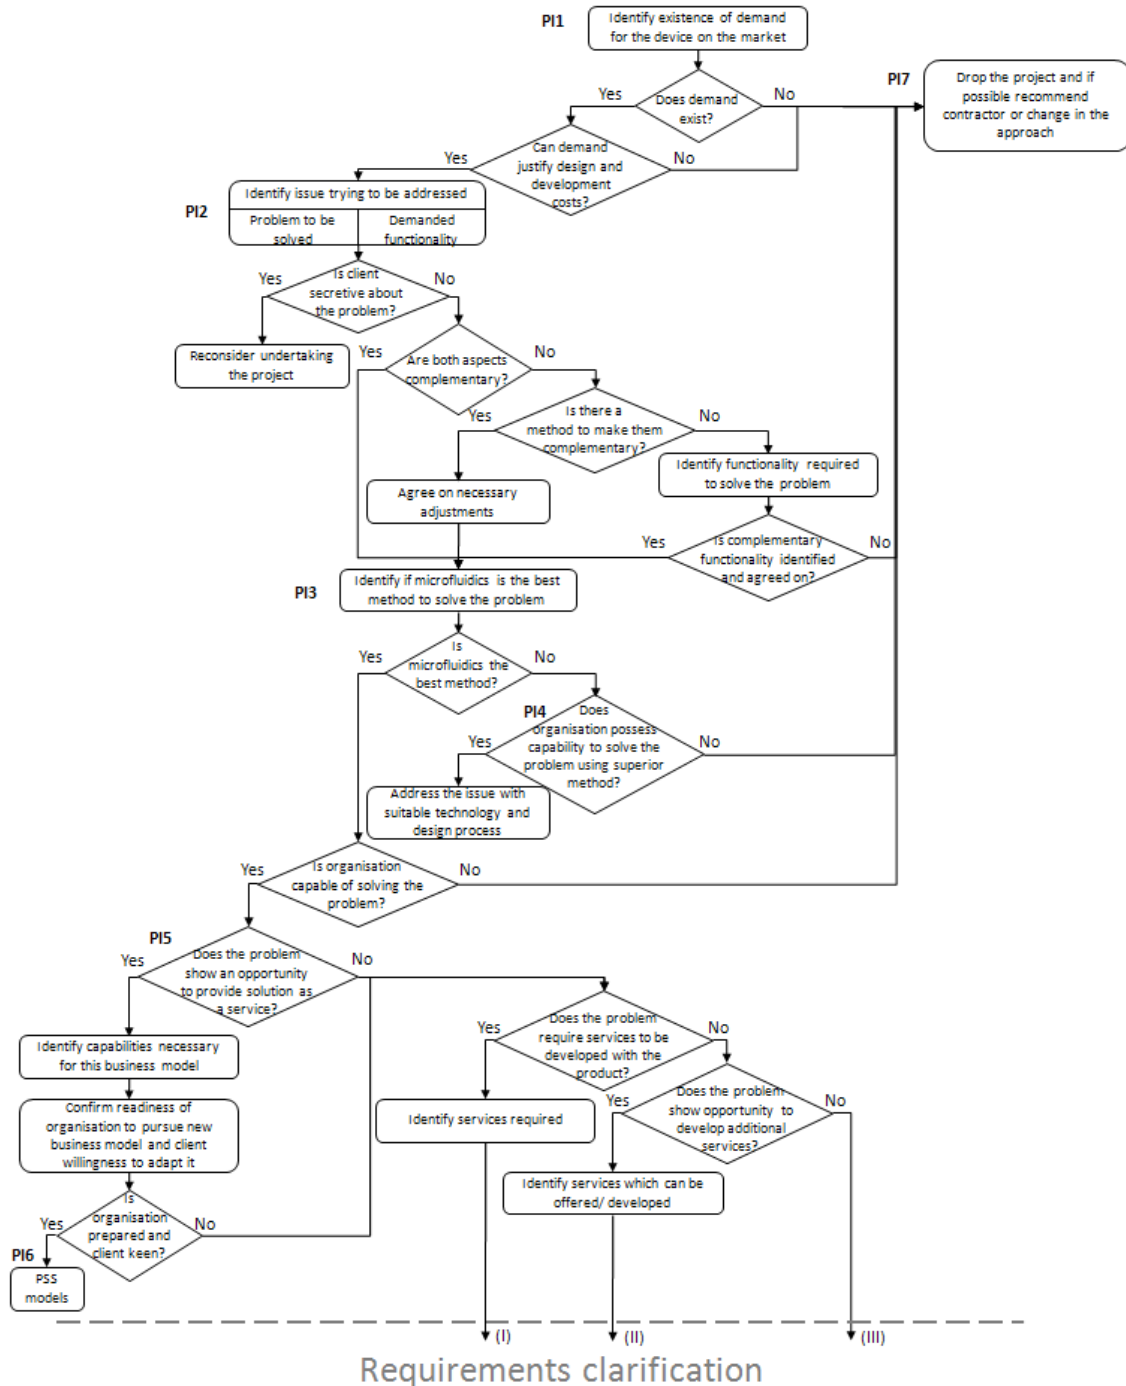 PI1
Identify existence of demand
for the device on the market
PI7
Drop the project and if
possible recommend
contractor or change in the
approach
Yes
Does demand
exist?
No
Yes
Can demand
justify design and
development
costs?
No
PI2
Identify issue trying to be addressed
Problem to be
solved
Demanded
functionality
Yes
Is client
secretive about
the problem?
No
Reconsider undertaking
the project
Yes
Are both aspects
complementary?
No
Yes
Is there a
method to make them
complementary?
No
Identify functionality required
to solve the problem
Agree on necessary
adjustments
Yes
Is complementary
functionality identified
and agreed on?
No
PI3
Identify if microfluidics is the best
method to solve the problem
Yes
Is
microfluidics the
best method?
No
PI4
Yes
Does
organisation possess
capability to solve the
problem using superior
method?
No
Address the issue with
suitable technology and
design process
Yes
Is organisation
capable of solving the
problem?
No
PI5
Yes
Does the problem
show an opportunity
to provide solution as
a service?
No
Identify capabilities necessary
for this business model
Confirm readiness of
organisation to pursue new
business model and client
willingness to adapt it
Yes
Is
organisation
prepared and
client keen?
No
PI6
PSS
models
Yes
Does the problem
require services to be
developed with the
product?
No
Identify services required
Yes
Does the problem
show opportunity to
develop additional
services?
No
Identify services which can be
offered/ developed
(I)
(II)
(III)
Requirements clarification